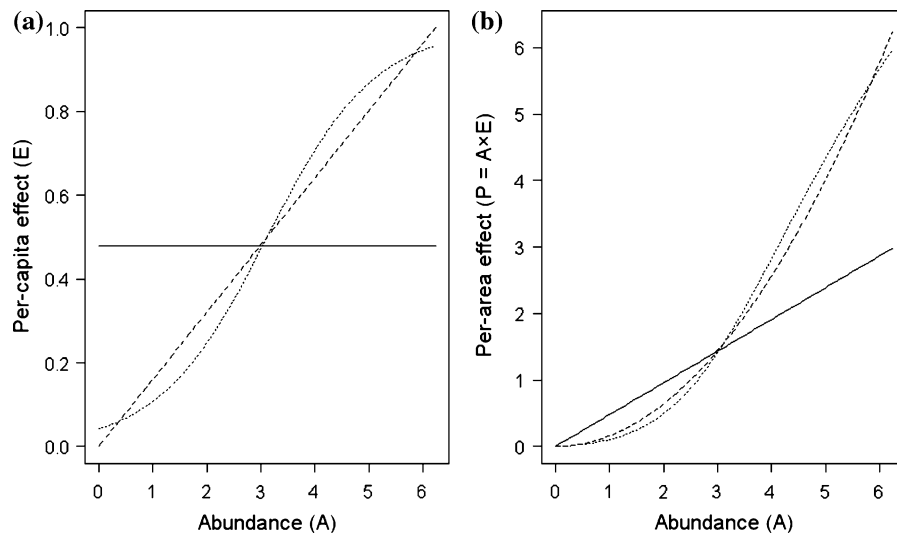 (a)
Per-capita effect (E)
1.0
0.8
0.6
0.4
0.2
0.0
0 1 2 3 4 5 6
Abundance (A)
(b)
Per-area effect (P = A×E)
6
5
4
3
2
1
0
0 1 2 3 4 5 6
Abundance (A)